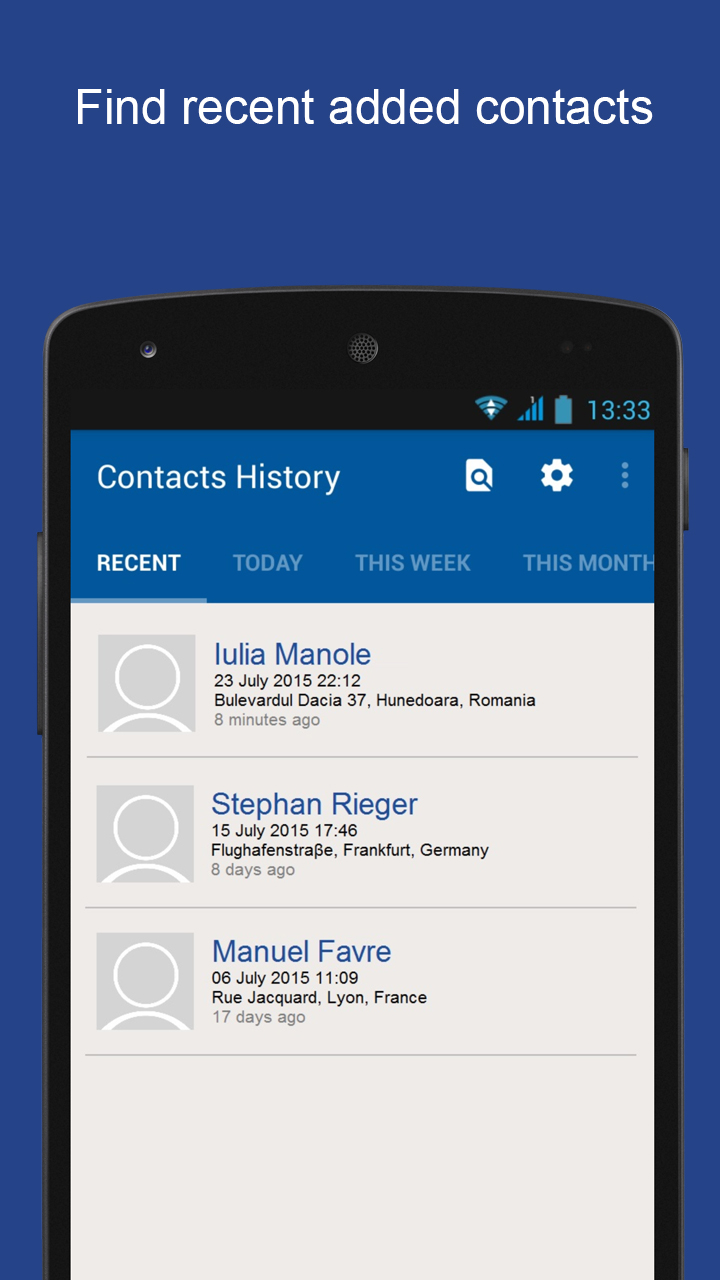 Find recent added contacts
13:33
Contacts History
RECENT TODAY THIS WEEK THIS MONTH
Iulia Manole
23 July 2015 22:12
Bulevardul Dacia 37, Hunedoara, Romania
8 minutes ago
Stephan Rieger
15 July 2015 17:46
Flughafenstraβe, Frankfurt, Germany
8 days ago
Manuel Favre
06 July 2015 11:09
Rue Jacquard, Lyon, France
17 days ago